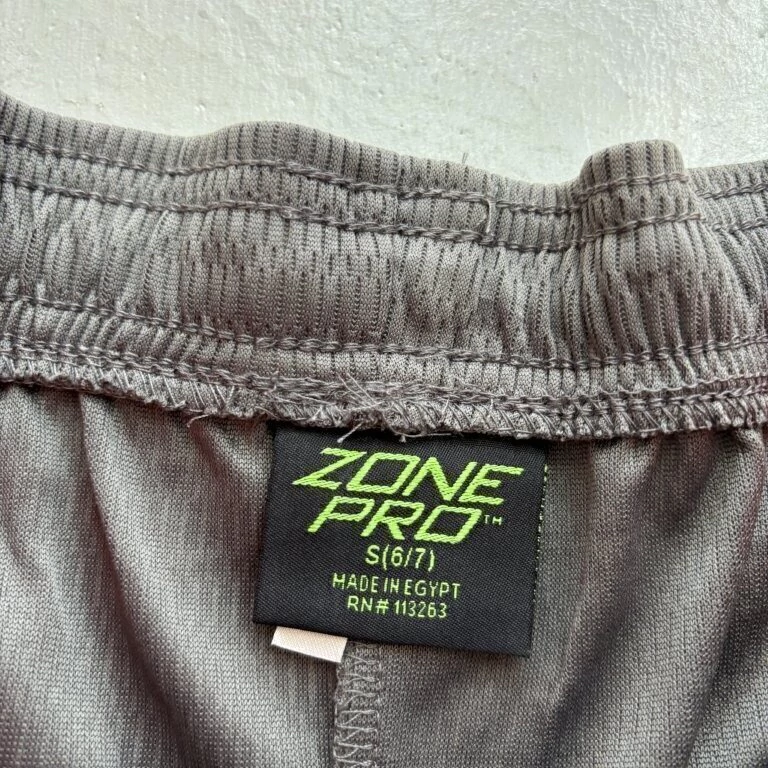 ZONE
PRO™
S(6/7)
MADE IN EGYPT
RN# 113263